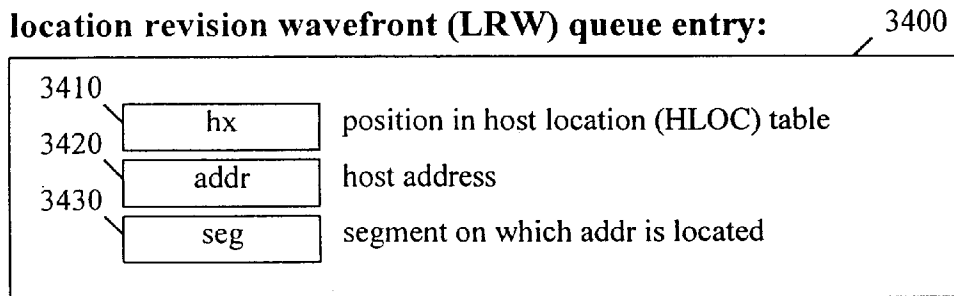 location revision wavefront (LRW) queue entry: 3400
3410
hx position in host location (HLOC) table
3420
addr host address
3430
seg segment on which addr is located